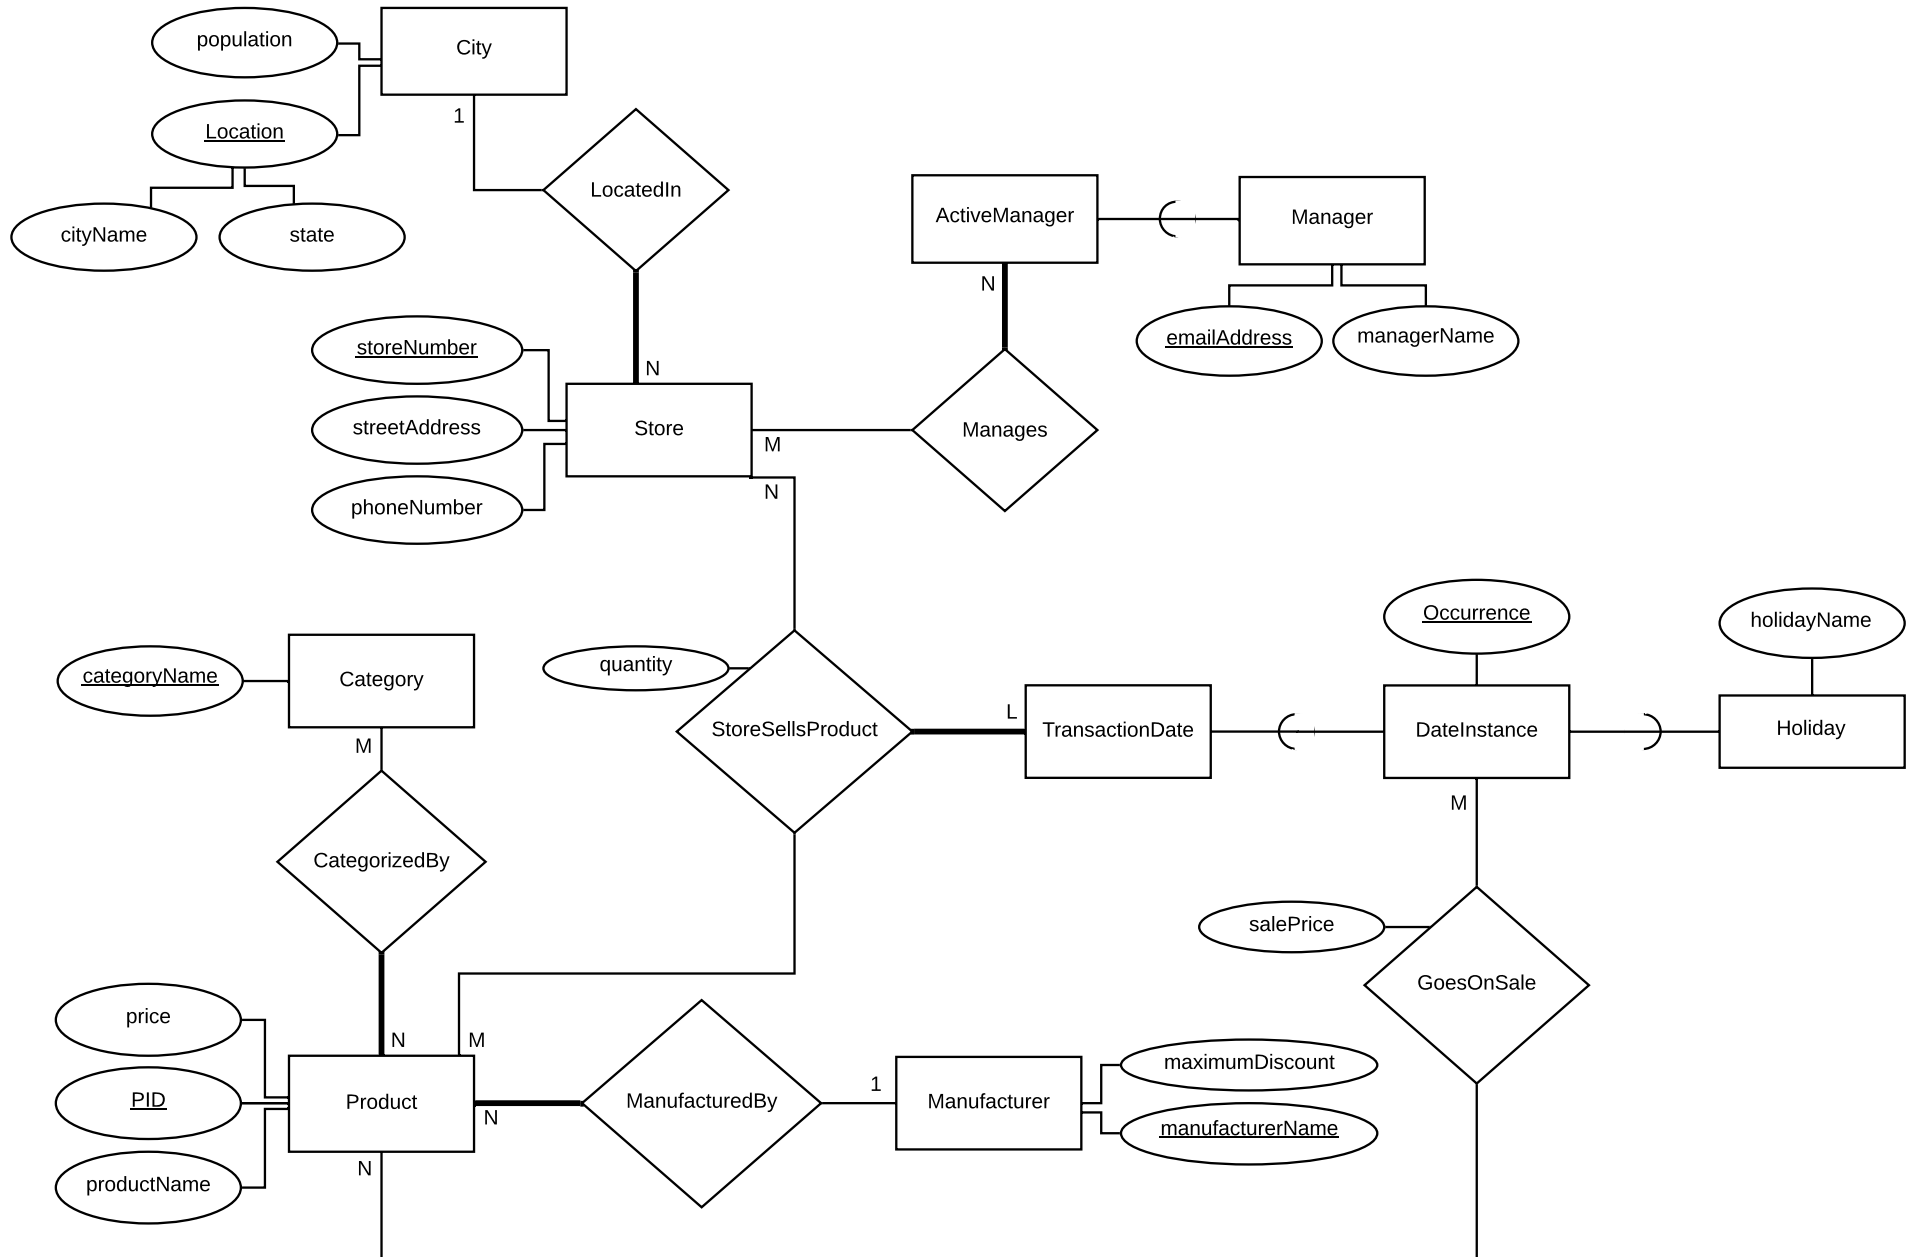 population
City
1
Location
cityName
state
LocatedIn
ActiveManager
Manager
N
emailAddress
managerName
storeNumber
N
streetAddress
Store
M
Manages
phoneNumber
N
Occurrence
holidayName
categoryName
Category
quantity
M
StoreSellsProduct
L
TransactionDate
DateInstance
Holiday
M
CategorizedBy
salePrice
GoesOnSale
price
N
M
PID
Product
N
ManufacturedBy
1
Manufacturer
maximumDiscount
manufacturerName
productName
N